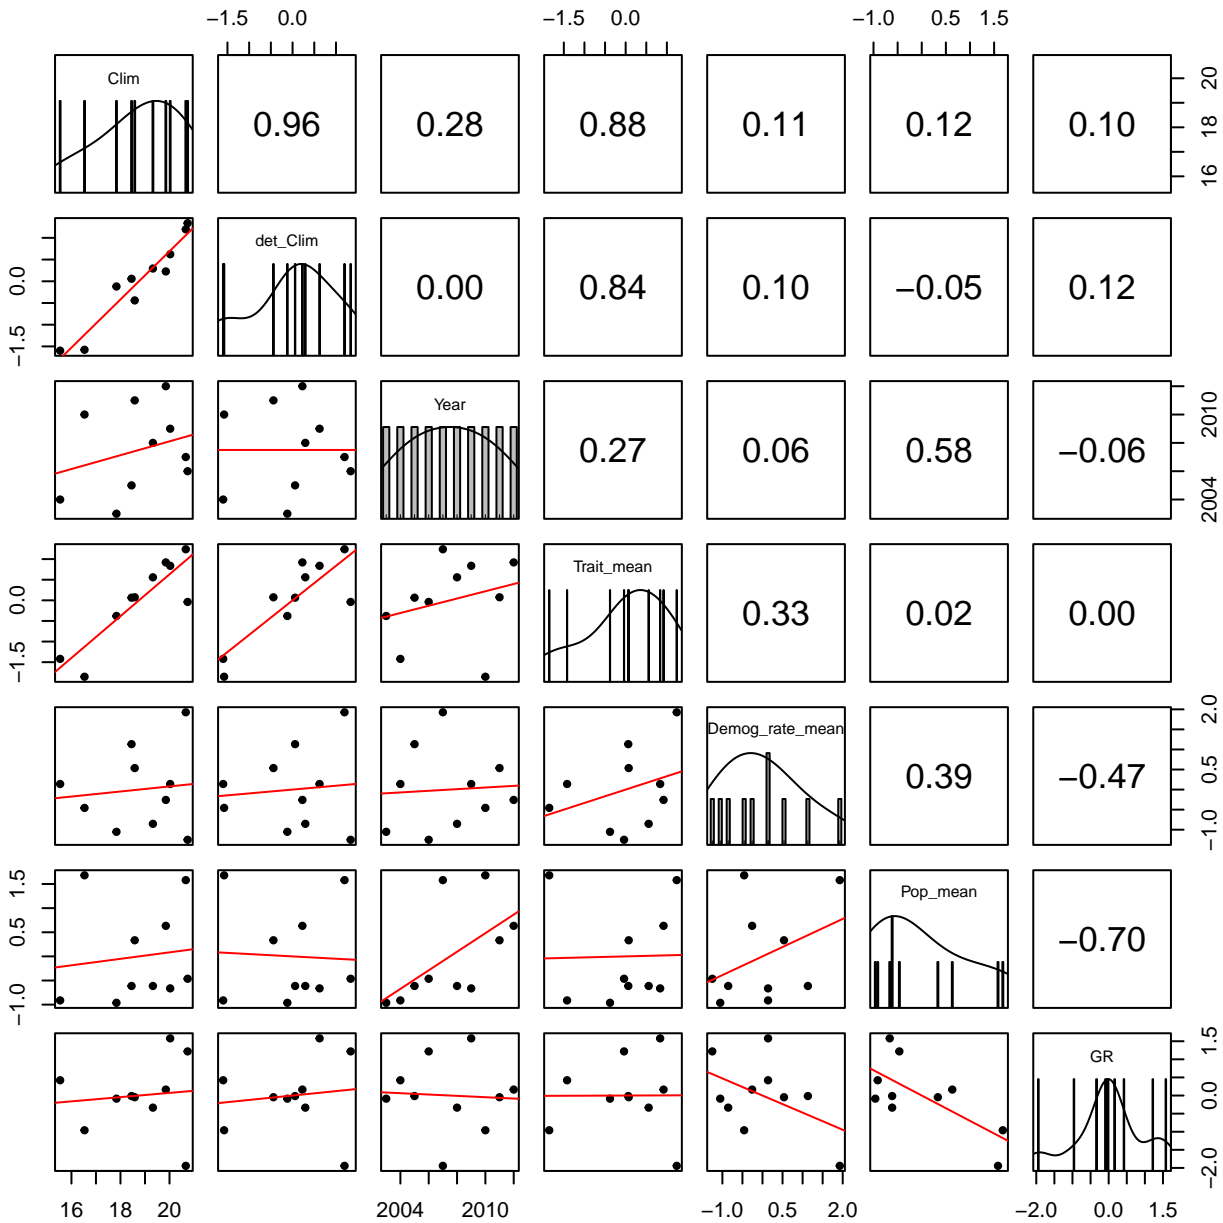 −1.5 0.0 −1.5 0.0 −1.0 0.5 1.5
Clim 0.96 0.28 0.88 0.11 0.12 0.10 16 18 20
−1.5 0.0 det_Clim 0.00 0.84 0.10 −0.05 0.12
Year 0.27 0.06 0.58 −0.06 2004 2010
−1.5 0.0 Trait_mean 0.33 0.02 0.00
Demog_rate_mean 0.39 −0.47 −1.0 0.5 2.0
−1.0 0.5 1.5 Pop_mean −0.70
GR −2.0 0.0 1.5
16 18 20 2004 2010 −1.0 0.5 2.0 −2.0 0.0 1.5